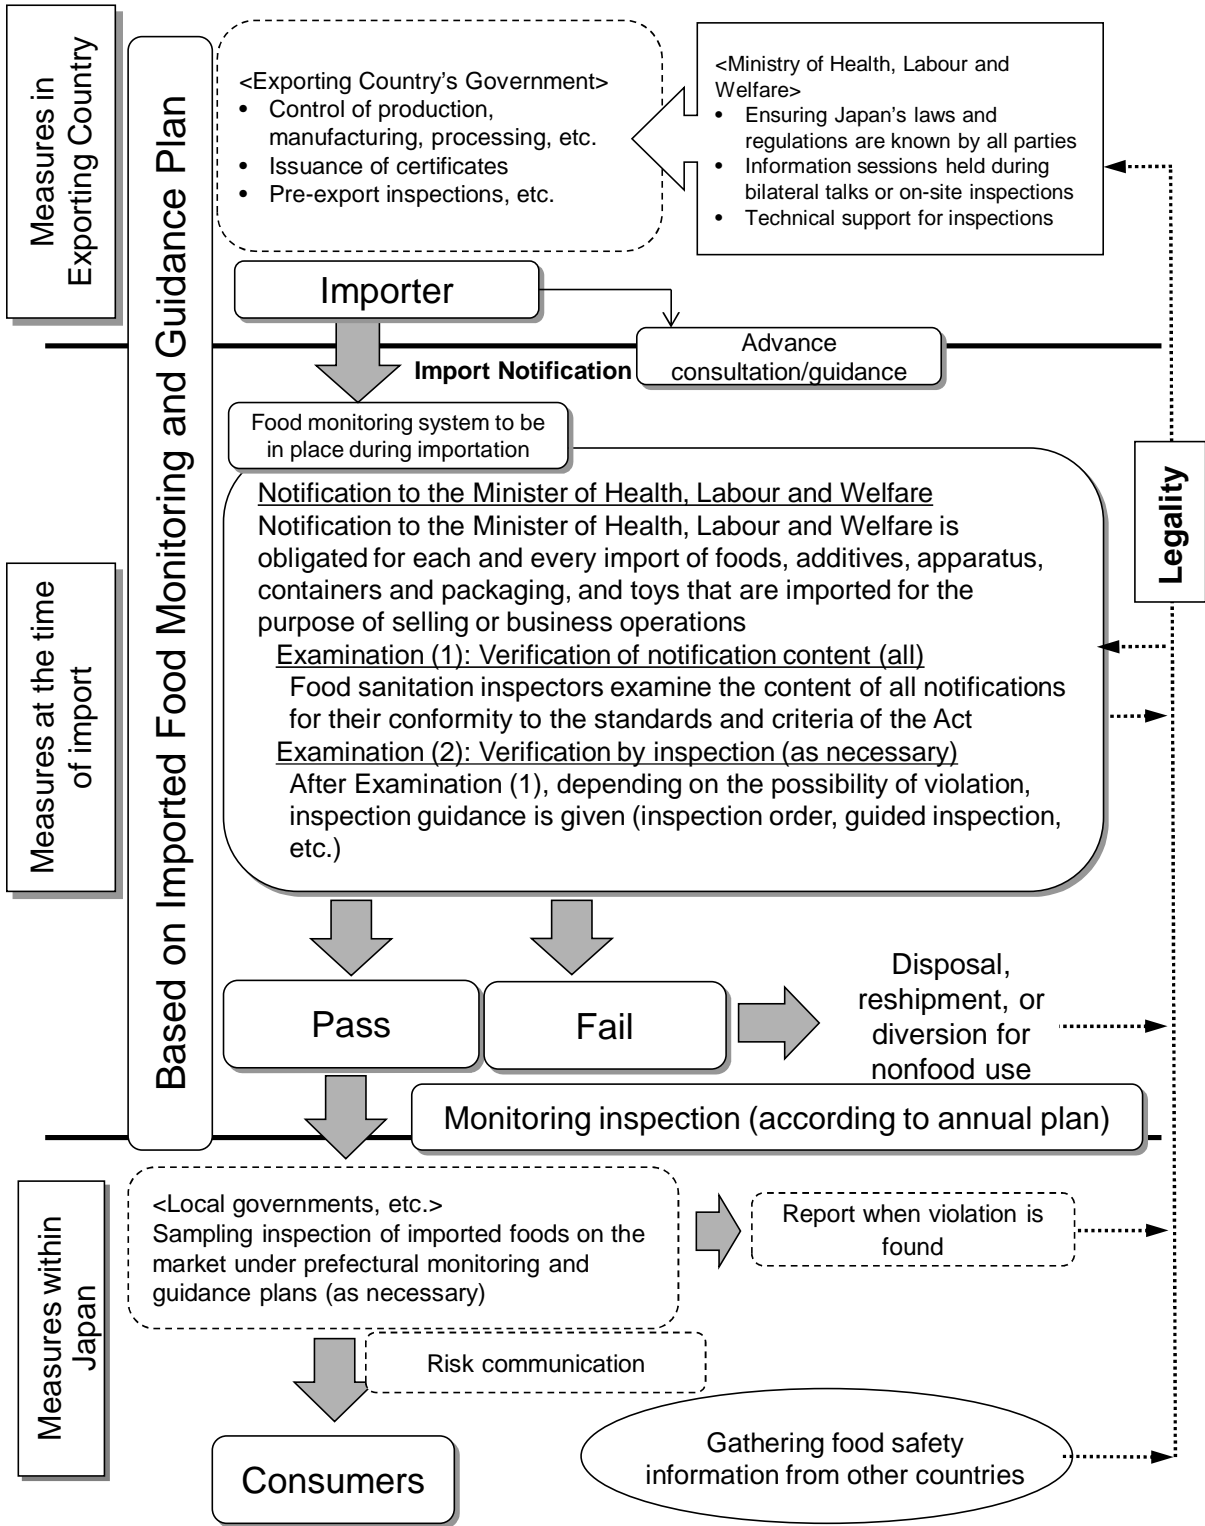 Measures in
Exporting Country
Based on Imported Food Monitoring and Guidance Plan
<Exporting Country's Government>
• Control of production,
manufacturing, processing, etc.
• Issuance of certificates
• Pre-export inspections, etc.
<Ministry of Health, Labour and
Welfare>
• Ensuring Japan's laws and
regulations are known by all parties
• Information sessions held during
bilateral talks or on-site inspections
• Technical support for inspections
Importer
Advance
consultation/guidance
Import Notification
Legality
Measures at the time
of import
Food monitoring system to be
in place during importation
Notification to the Minister of Health, Labour and Welfare
Notification to the Minister of Health, Labour and Welfare is
obligated for each and every import of foods, additives, apparatus,
containers and packaging, and toys that are imported for the
purpose of selling or business operations
Examination (1): Verification of notification content (all)
Food sanitation inspectors examine the content of all notifications
for their conformity to the standards and criteria of the Act
Examination (2): Verification by inspection (as necessary)
After Examination (1), depending on the possibility of violation,
inspection guidance is given (inspection order, guided inspection,
etc.)
Pass
Fail
Disposal,
reshipment, or
diversion for
nonfood use
Monitoring inspection (according to annual plan)
Measures within
Japan
<Local governments, etc.>
Sampling inspection of imported foods on the
market under prefectural monitoring and
guidance plans (as necessary)
Report when violation is
found
Risk communication
Consumers
Gathering food safety
information from other countries